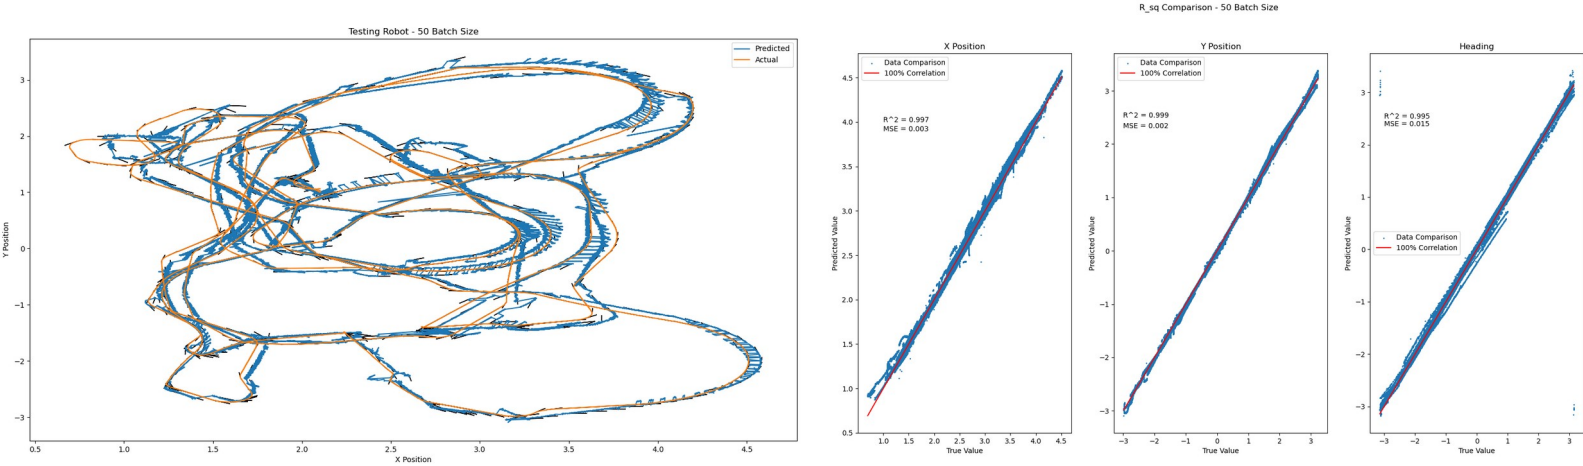 R_sq Comparison - 50 Batch Size
Testing Robot - 50 Batch Size
Predicted
Actual
3
2
1
0
−1
−2
−3
Y Position
0.5
1.0
1.5
2.0
2.5
3.0
3.5
4.0
4.5
X Position
X Position
Data Comparison
100% Correlation
R^2 = 0.997
MSE = 0.003
4.5
4.0
3.5
3.0
2.5
2.0
1.5
1.0
0.5
Predicted Value
1.0
1.5
2.0
2.5
3.0
3.5
4.0
4.5
True Value
Y Position
Data Comparison
100% Correlation
R^2 = 0.999
MSE = 0.002
3
2
1
0
−1
−2
−3
Predicted Value
−3
−2
−1
0
1
2
3
True Value
Heading
R^2 = 0.995
MSE = 0.015
Data Comparison
100% Correlation
3
2
1
0
−1
−2
−3
Predicted Value
−3
−2
−1
0
1
2
3
True Value